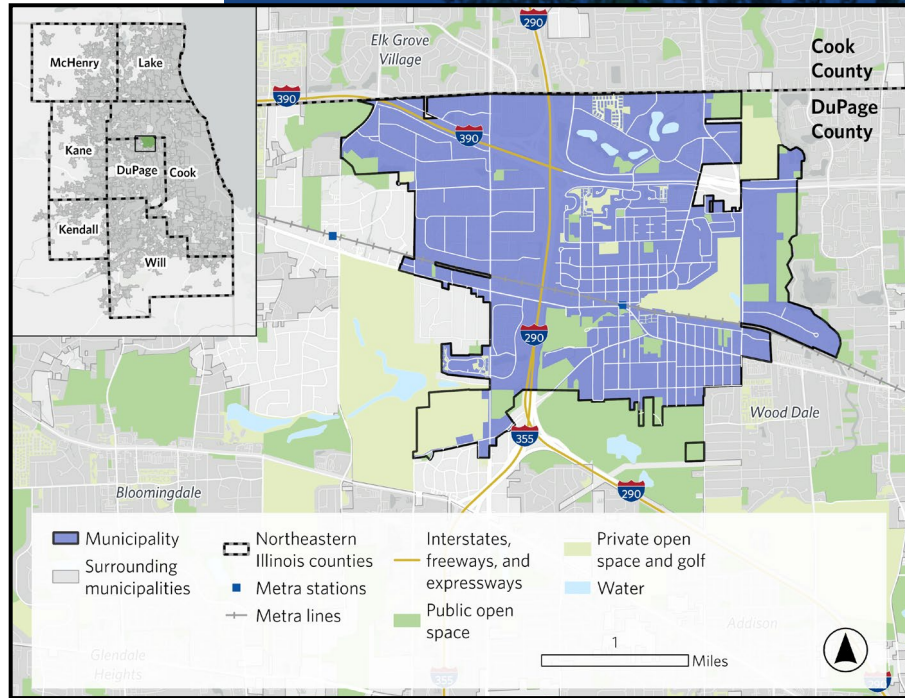 290
Elk Grove
Village
Cook
County
390
DuPage
County
390
McHenry
Lake
Kane
DuPage
Cook
Kendall
Will
290
Wood Dale
355
290
Bloomingdale
Municipality
Surrounding
municipalities
Northeastern
Illinois counties
Metra stations
Metra lines
Interstates,
freeways, and
expressways
Public open
space
Private open
space and golf
Water
1
Miles
Addison
Glendale
Heights
355
290